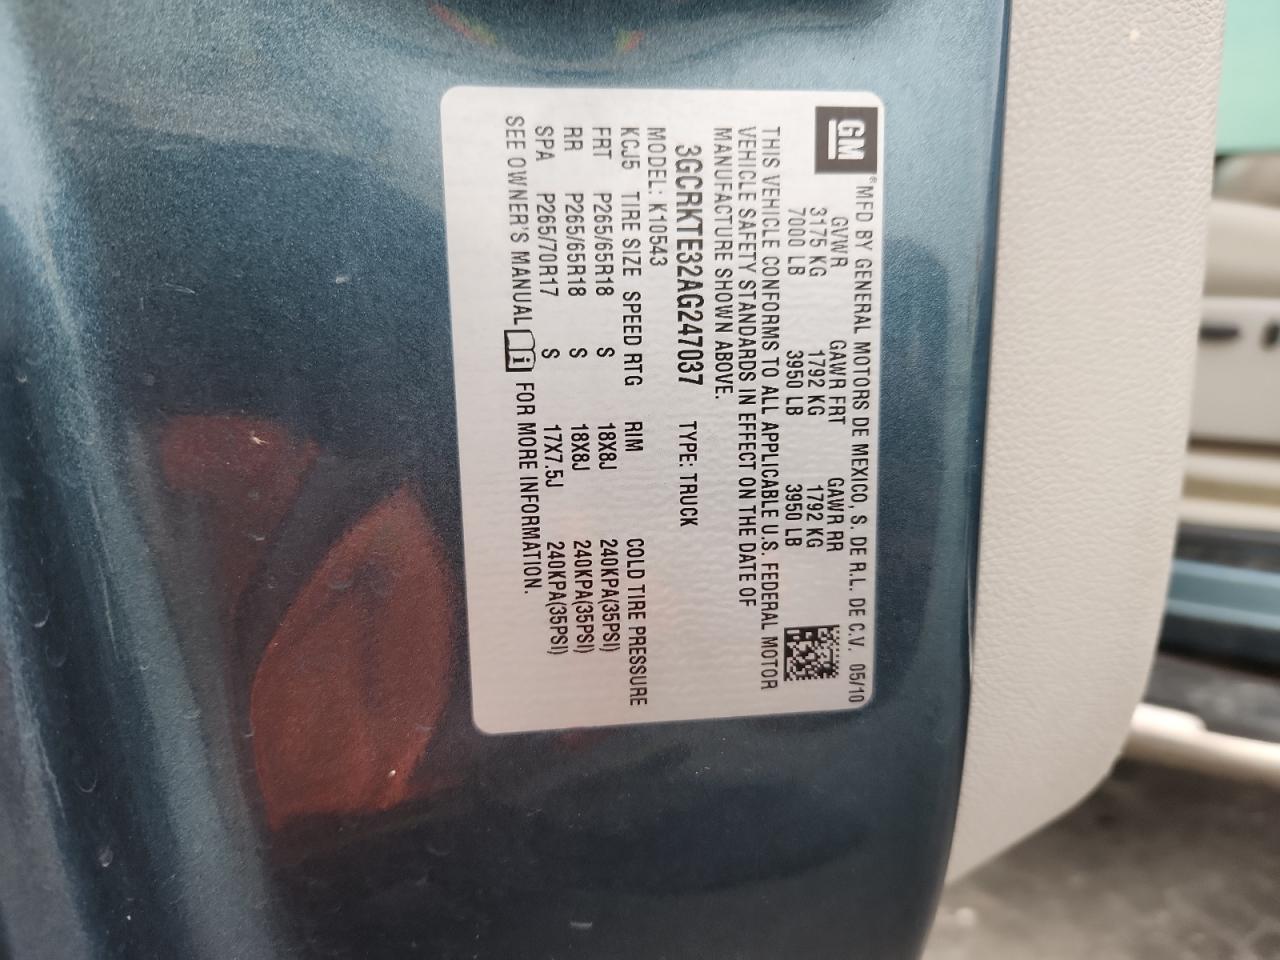 GM
®MFD BY GENERAL MOTORS DE MEXICO, S. DE R.L. DE C.V. 05/10
GVWR GAWR FRT GAWR RR
3175 KG 1792 KG 1792 KG
7000 LB 3950 LB 3950 LB
THIS VEHICLE CONFORMS TO ALL APPLICABLE U.S. FEDERAL MOTOR
VEHICLE SAFETY STANDARDS IN EFFECT ON THE DATE OF
MANUFACTURE SHOWN ABOVE.
3GCRKTE32AG247037 TYPE: TRUCK
MODEL: K10543
KCJ5 TIRE SIZE SPEED RTG RIM COLD TIRE PRESSURE
FRT P265/65R18 S 18X8J 240KPA(35PSI)
RR P265/65R18 S 18X8J 240KPA(35PSI)
SPA P265/70R17 S 17X7.5J 240KPA(35PSI)
SEE OWNER'S MANUAL i FOR MORE INFORMATION.